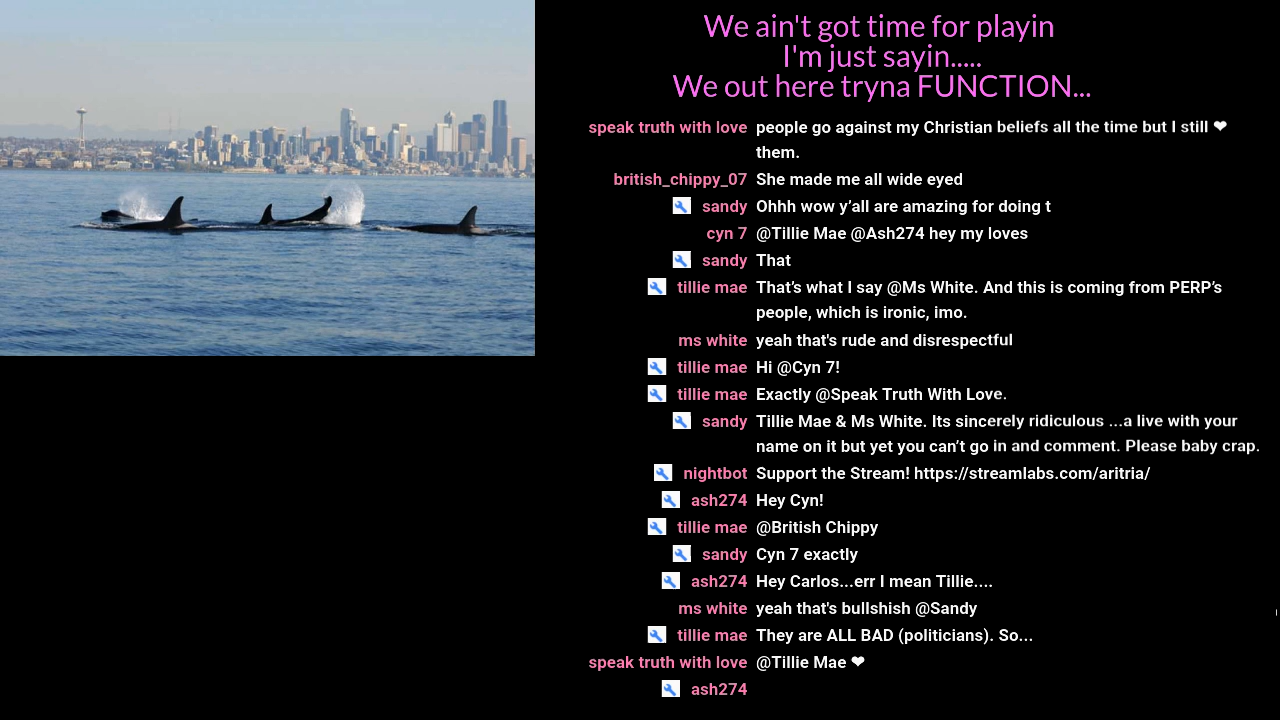 We ain't got time for playin
I'm just sayin.....
We out here tryna FUNCTION...
speak truth with love people go against my Christian beliefs all the time but I still ❤
them.
british_chippy_07 She made me all wide eyed
sandy Ohhh wow y’all are amazing for doing t
cyn 7 @Tillie Mae @Ash274 hey my loves
sandy That
tillie mae That’s what I say @Ms White. And this is coming from PERP’s
people, which is ironic, imo.
ms white yeah that's rude and disrespectful
tillie mae Hi @Cyn 7!
tillie mae Exactly @Speak Truth With Love.
sandy Tillie Mae & Ms White. Its sincerely ridiculous ...a live with your
name on it but yet you can’t go in and comment. Please baby crap.
nightbot Support the Stream! https://streamlabs.com/aritria/
ash274 Hey Cyn!
tillie mae @British Chippy
sandy Cyn 7 exactly
ash274 Hey Carlos...err I mean Tillie....
ms white yeah that's bullshish @Sandy
tillie mae They are ALL BAD (politicians). So...
speak truth with love @Tillie Mae ❤
ash274